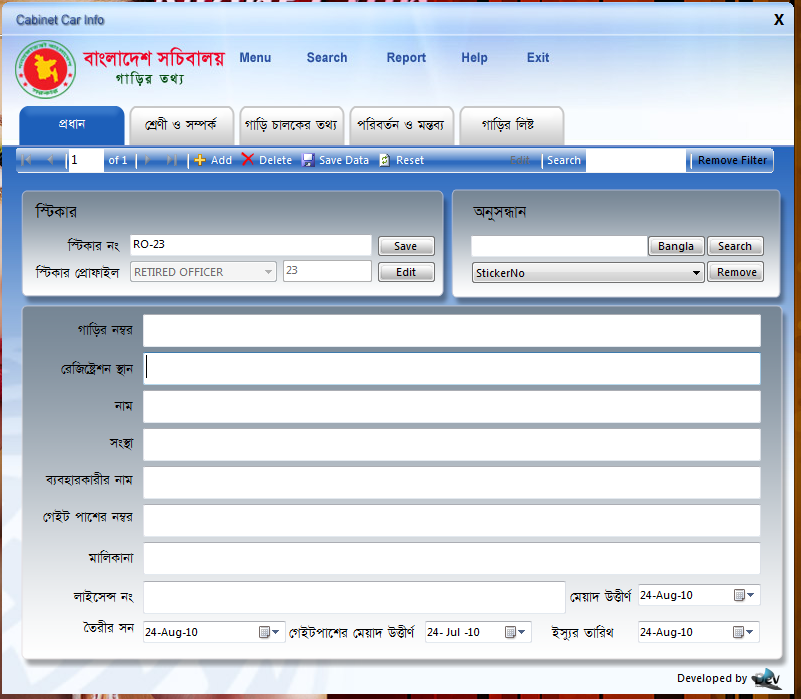 Cabinet Car Info X
বাংলাদেশ সচিবালয়
গাড়ির তথ্য
Menu Search Report Help Exit
প্রধান শ্রেণী ও সম্পর্ক গাড়ি চালকের তথ্য পরিবর্তন ও মন্তব্য গাড়ির লিষ্ট
1 of 1 Add Delete Save Data Reset Edit Search Remove Filter
স্টিকার
স্টিকার নং RO-23 Save
স্টিকার প্রোফাইল RETIRED OFFICER 23 Edit
অনুসন্ধান
Bangla Search
StickerNo Remove
গাড়ির নম্বর
রেজিষ্ট্রেশন স্থান
নাম
সংস্থা
ব্যবহারকারীর নাম
গেইট পাশের নম্বর
মালিকানা
লাইসেন্স নং মেয়াদ উত্তীর্ণ 24-Aug-10
তৈরীর সন 24-Aug-10 গেইটপাশের মেয়াদ উত্তীর্ণ 24- Jul -10 ইস্যুর তারিখ 24-Aug-10
Developed by Dev